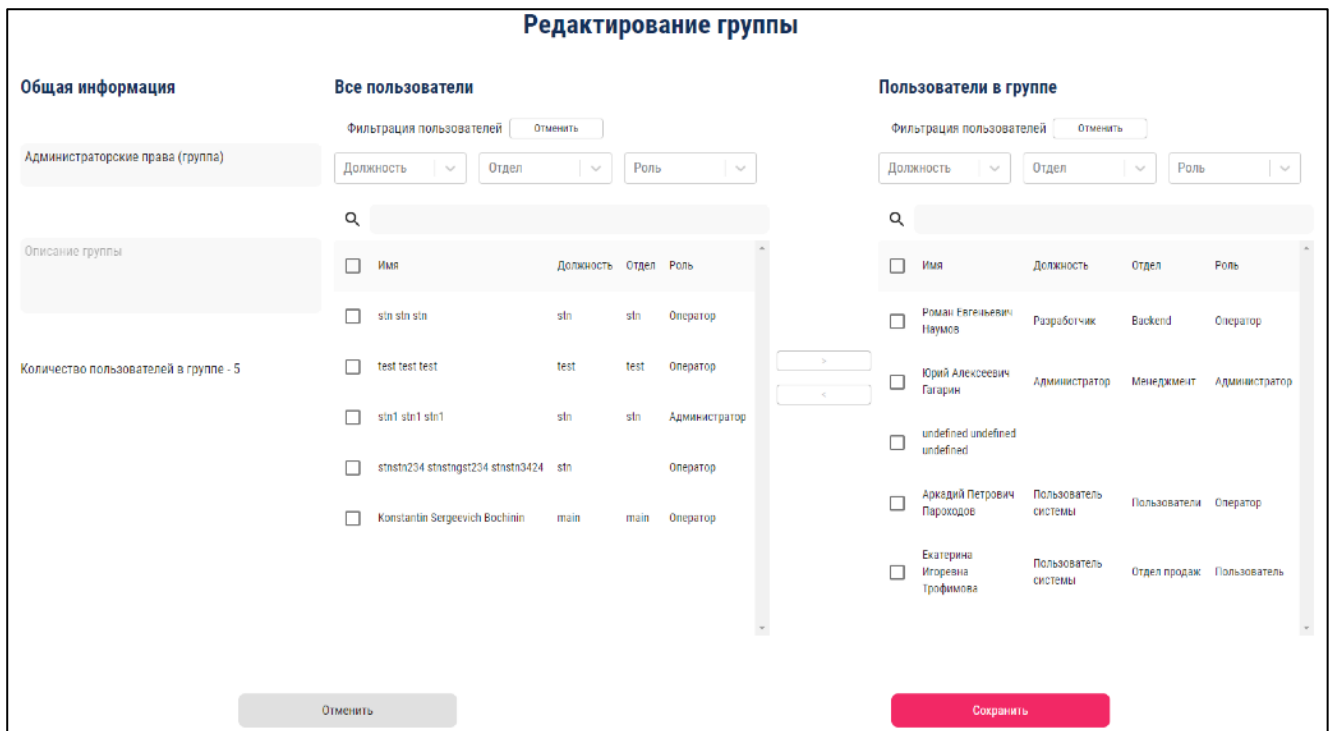 Редактирование группы
Общая информация
Администраторские права (группа)
Описание группы
Количество пользователей в группе - 5
Все пользователи
Фильтрация пользователей Отменить
Должность Отдел Роль
Имя Должность Отдел Роль
stn stn stn stn stn Оператор
test test test test test Оператор
stn1 stn1 stn1 stn stn Администратор
stnstn234 stnstngst234 stnstn3424 stn Оператор
Konstantin Sergeevich Bochinin main main Оператор
>
<
Пользователи в группе
Фильтрация пользователей Отменить
Должность Отдел Роль
Имя Должность Отдел Роль
Роман Евгеньевич
Наумов Разработчик Backend Оператор
Юрий Алексеевич
Гагарин Администратор Менеджмент Администратор
undefined undefined
undefined
Аркадий Петрович Пользователь
Пароходов системы Пользователи Оператор
Екатерина
Игоревна Пользователь
Трофимова системы Отдел продаж Пользователь
Отменить
Сохранить